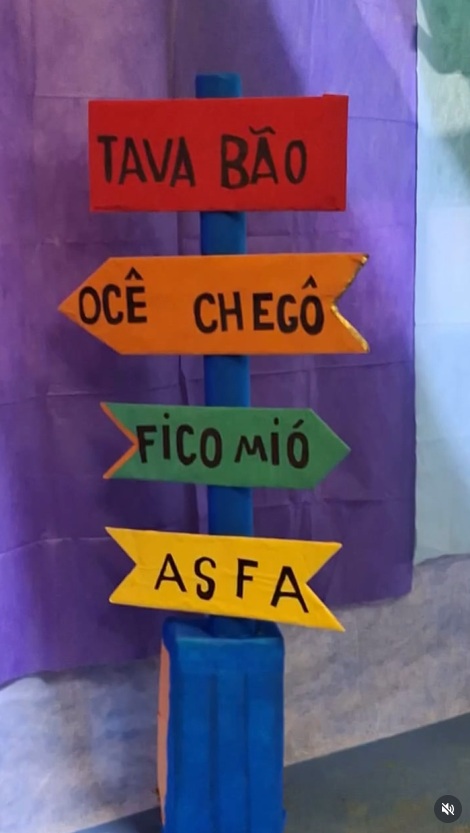 TAVA BÃO
OCÊ CHEGÔ
FICO MIÓ
ASFA